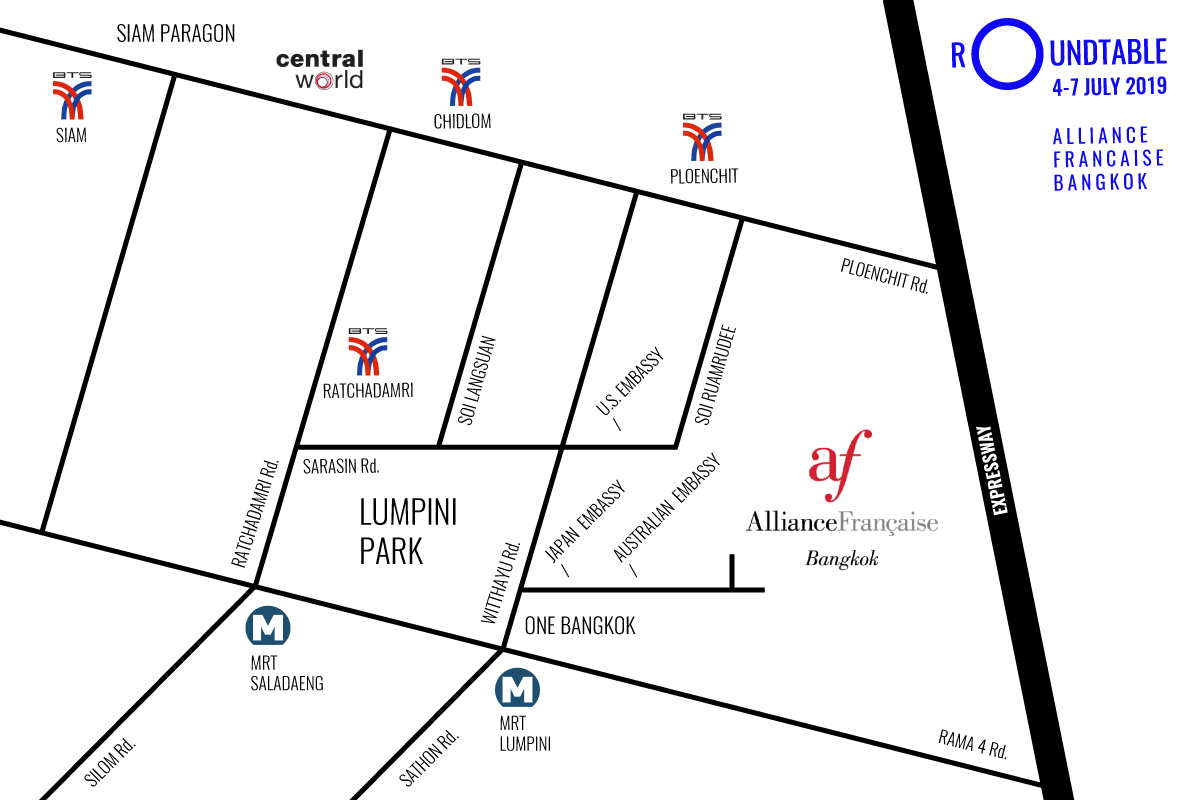 SIAM PARAGON
central
world
BTS
SIAM
BTS
CHIDLOM
BTS
PLOENCHIT
R UNDTABLE
4-7 JULY 2019
ALLIANCE
FRANCAISE
BANGKOK
PLOENCHIT Rd.
BTS
RATCHADAMRI
SOI LANGSUAN
U.S. EMBASSY
SOI RUAMRUDEE
EXPRESSWAY
RATCHADAMRI Rd.
SARASIN Rd.
LUMPINI
PARK
WITTHAYU Rd.
JAPAN EMBASSY
AUSTRALIAN EMBASSY
af
AllianceFrançaise
Bangkok
ONE BANGKOK
M
MRT
SALADAENG
M
MRT
LUMPINI
SILOM Rd.
SATHON Rd.
RAMA 4 Rd.